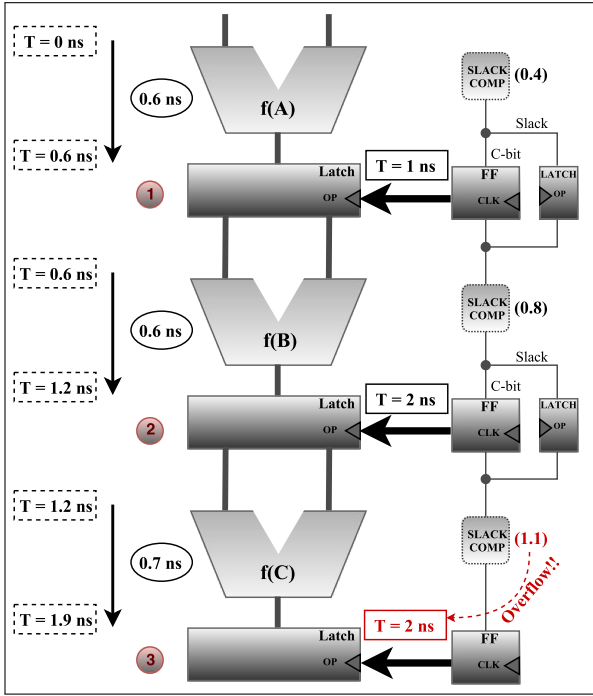 T = 0 ns
0.6 ns
f(A)
SLACK
COMP
(0.4)
Slack
C-bit
T = 0.6 ns
1
Latch
OP
T = 1 ns
FF
CLK
LATCH
OP
T = 0.6 ns
0.6 ns
f(B)
SLACK
COMP
(0.8)
Slack
C-bit
T = 1.2 ns
2
Latch
OP
T = 2 ns
FF
CLK
LATCH
OP
T = 1.2 ns
0.7 ns
f(C)
SLACK
COMP
(1.1)
Overflow!!
T = 1.9 ns
3
Latch
OP
T = 2 ns
FF
CLK